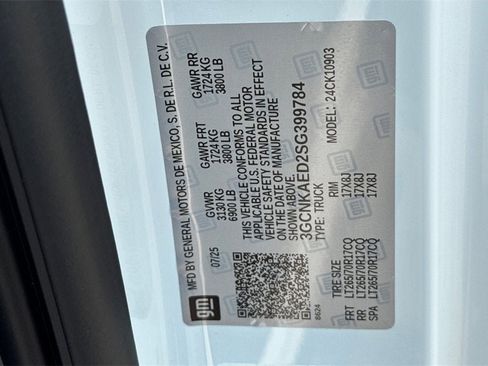 MFD BY GENERAL MOTORS DE MEXICO, S. DE R.L. DE C.V.
07/25 GVWR GAWR FRT GAWR RR
3130 KG 1724 KG 1724 KG
6900 LB 3800 LB 3800 LB
THIS VEHICLE CONFORMS TO ALL
APPLICABLE U.S. FEDERAL MOTOR
VEHICLE SAFETY STANDARDS IN EFFECT
ON THE DATE OF MANUFACTURE
SHOWN ABOVE.
3GCNKAED2SG399784
TYPE: TRUCK MODEL: 24CK10903
gm
8624
TIRE SIZE RIM
FRT LT265/70R17CQ 17X8J
RR LT265/70R17CQ 17X8J
SPA LT265/70R17CQ 17X8J